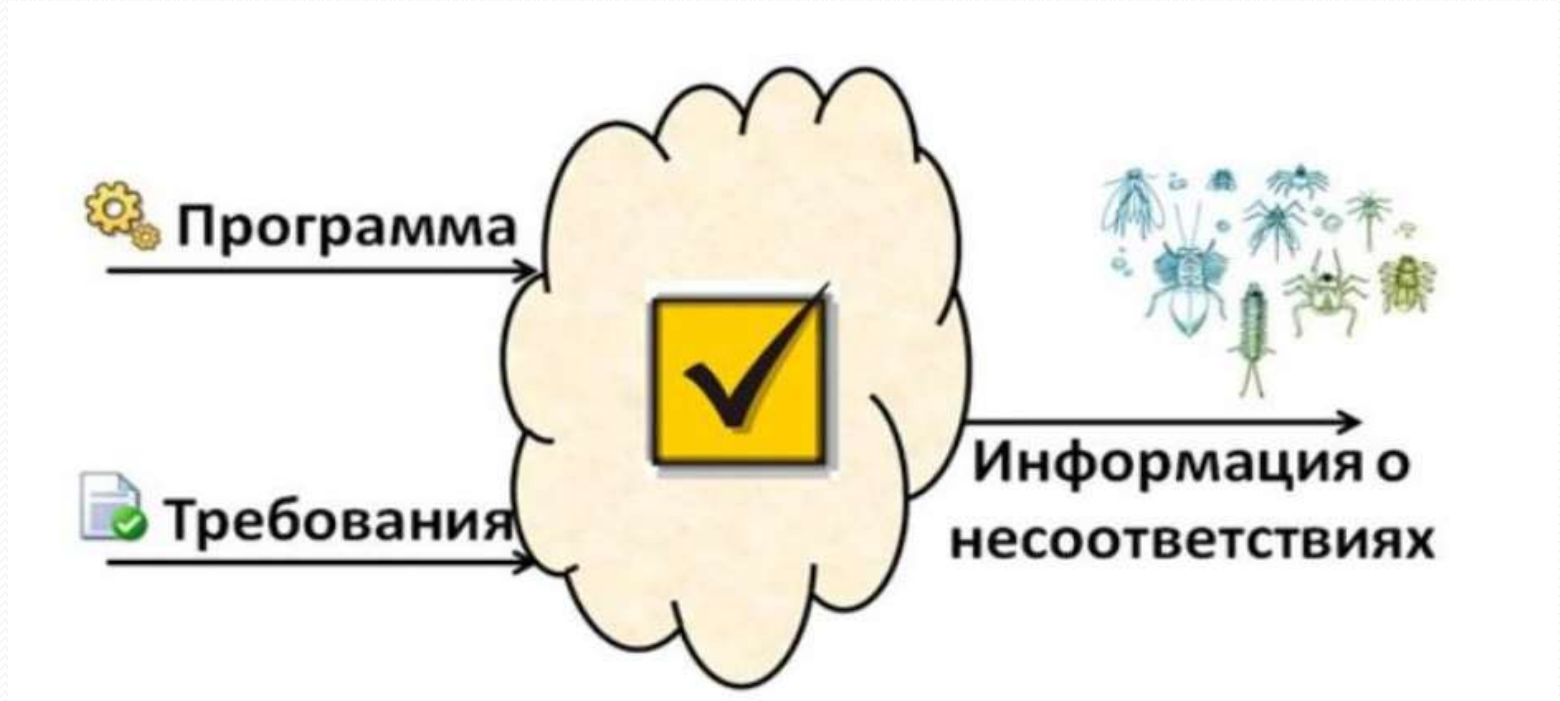 Программа
Требования
Информация о
несоответствиях